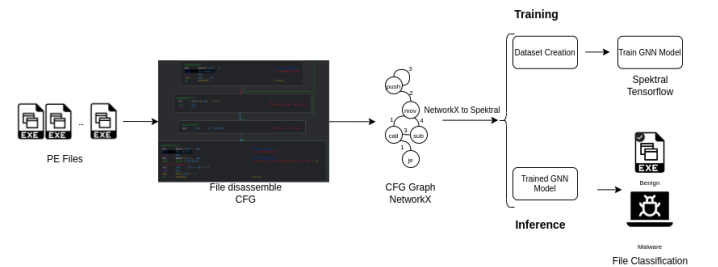 Training
Dataset Creation
Train GNN Model
Spektral
Tensorflow
EXE
EXE
...
EXE
PE Files
File disassemble
CFG
3
push
2
mov
1
4
call
3
sub
1
je
CFG Graph
NetworkX
NetworkX to Spektral
Trained GNN
Model
Inference
EXE
Benign
Malware
File Classification